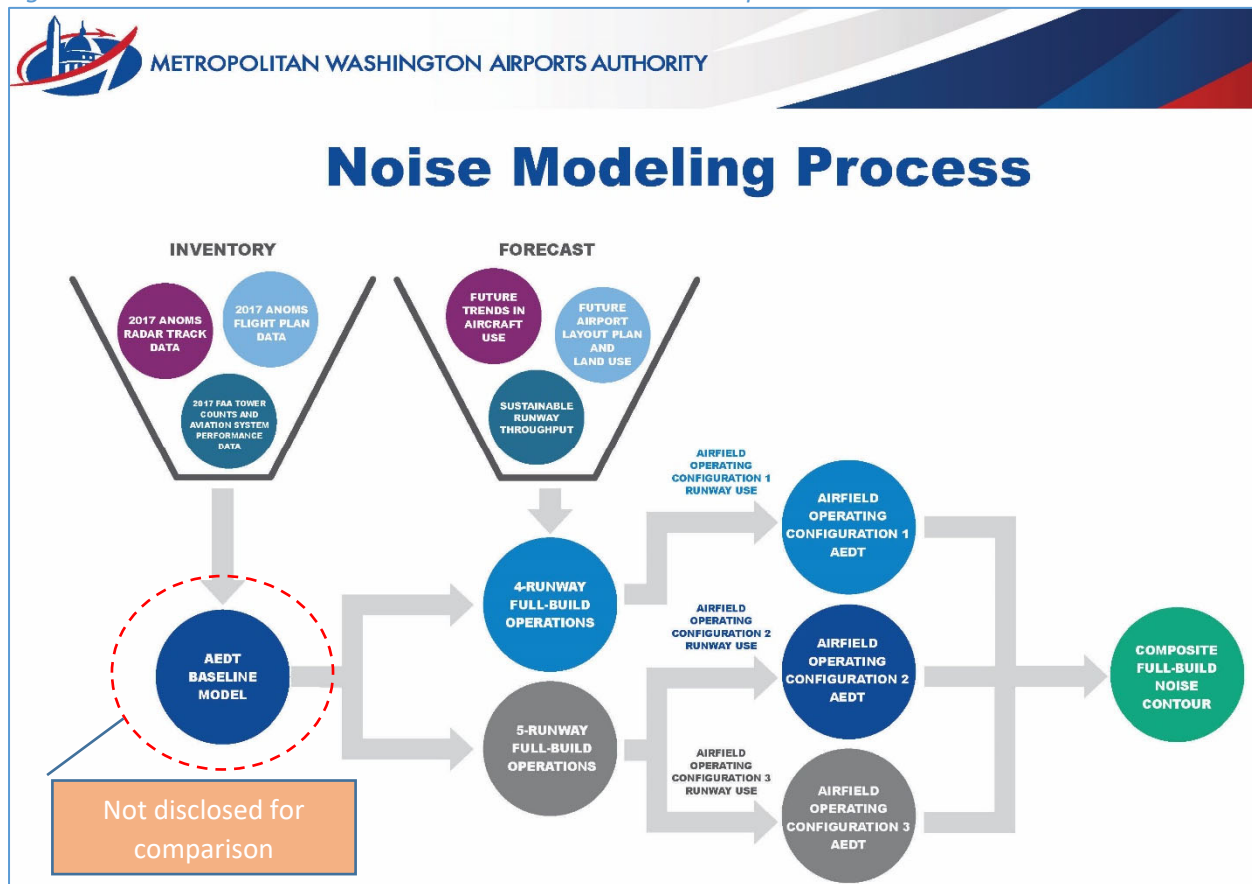 METROPOLITAN WASHINGTON AIRPORTS AUTHORITY
Noise Modeling Process
INVENTORY
2017 ANOMS
RADAR TRACK
DATA
2017 ANOMS
FLIGHT PLAN
DATA
2017 FAA TOWER
COUNTS AND
AVIATION SYSTEM
PERFORMANCE
DATA
FORECAST
FUTURE
TRENDS IN
AIRCRAFT
USE
FUTURE
AIRPORT
LAYOUT PLAN
AND
LAND USE
SUSTAINABLE
RUNWAY
THROUGHPUT
AEDT
BASELINE
MODEL
Not disclosed for
comparison
4-RUNWAY
FULL-BUILD
OPERATIONS
5-RUNWAY
FULL-BUILD
OPERATIONS
AIRFIELD
OPERATING
CONFIGURATION 1
RUNWAY USE
AIRFIELD
OPERATING
CONFIGURATION 1
AEDT
AIRFIELD
OPERATING
CONFIGURATION 2
RUNWAY USE
AIRFIELD
OPERATING
CONFIGURATION 2
AEDT
AIRFIELD
OPERATING
CONFIGURATION 3
RUNWAY USE
AIRFIELD
OPERATING
CONFIGURATION 3
AEDT
COMPOSITE
FULL-BUILD
NOISE
CONTOUR